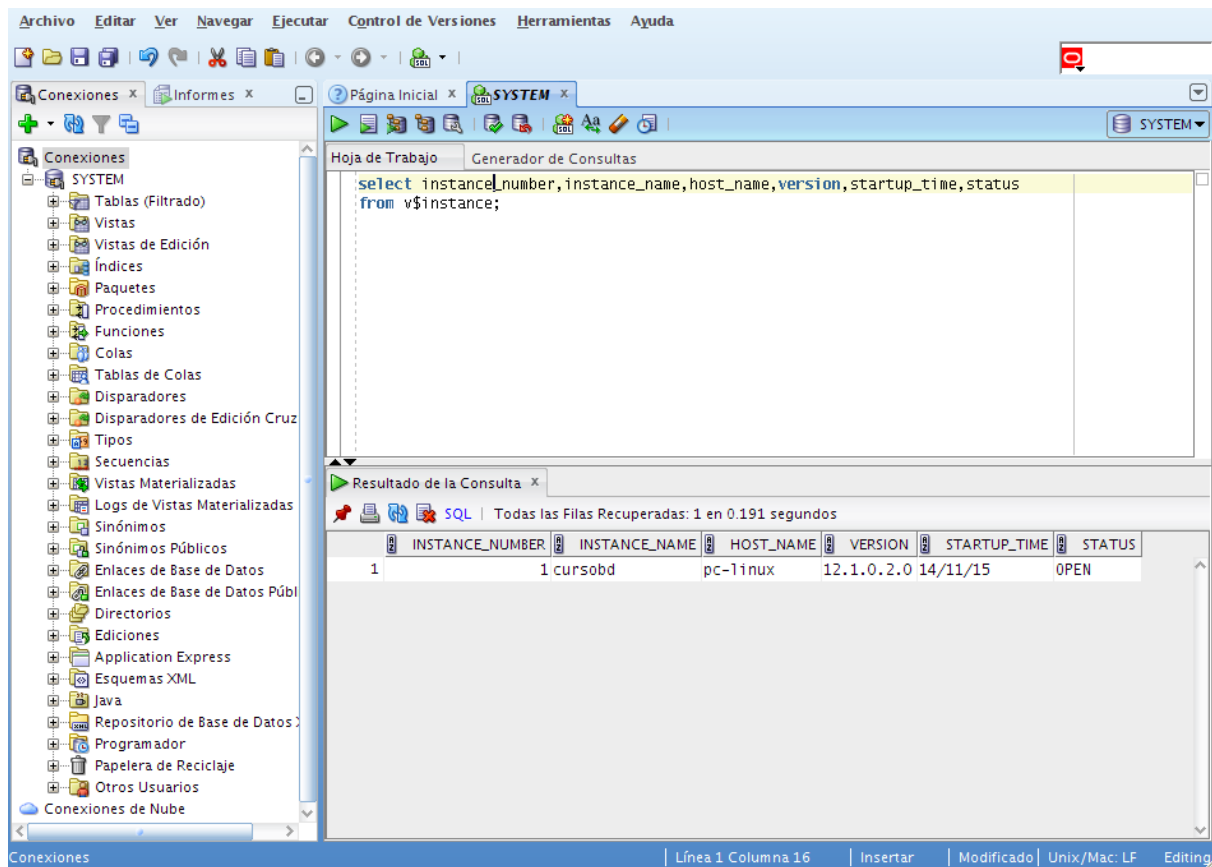 Archivo Editar Ver Navegar Ejecutar Control de Versiones Herramientas Ayuda
Conexiones
Informes
Página Inicial
SYSTEM
SYSTEM
Conexiones
SYSTEM
Tablas (Filtrado)
Vistas
Vistas de Edición
Índices
Paquetes
Procedimientos
Funciones
Colas
Tablas de Colas
Disparadores
Disparadores de Edición Cruz
Tipos
Secuencias
Vistas Materializadas
Logs de Vistas Materializadas
Sinónimos
Sinónimos Públicos
Enlaces de Base de Datos
Enlaces de Base de Datos Públ
Directorios
Ediciones
Application Express
Esquemas XML
Java
Repositorio de Base de Datos X
Programador
Papelera de Reciclaje
Otros Usuarios
Conexiones de Nube
Hoja de Trabajo Generador de Consultas
select instance_number,instance_name,host_name,version,startup_time,status
from v$instance;
Resultado de la Consulta
SQL | Todas las Filas Recuperadas: 1 en 0.191 segundos
INSTANCE_NUMBER INSTANCE_NAME HOST_NAME VERSION STARTUP_TIME STATUS
1 1 cursobd pc-linux 12.1.0.2.0 14/11/15 OPEN
Conexiones Línea 1 Columna 16 Insertar Modificado Unix/Mac: LF Editing